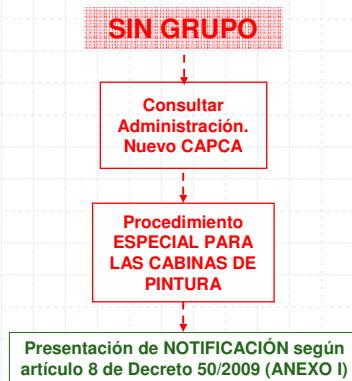 SIN GRUPO
Consultar
Administración.
Nuevo CAPCA
Procedimiento
ESPECIAL PARA
LAS CABINAS DE
PINTURA
Presentación de NOTIFICACIÓN según
artículo 8 de Decreto 50/2009 (ANEXO I)